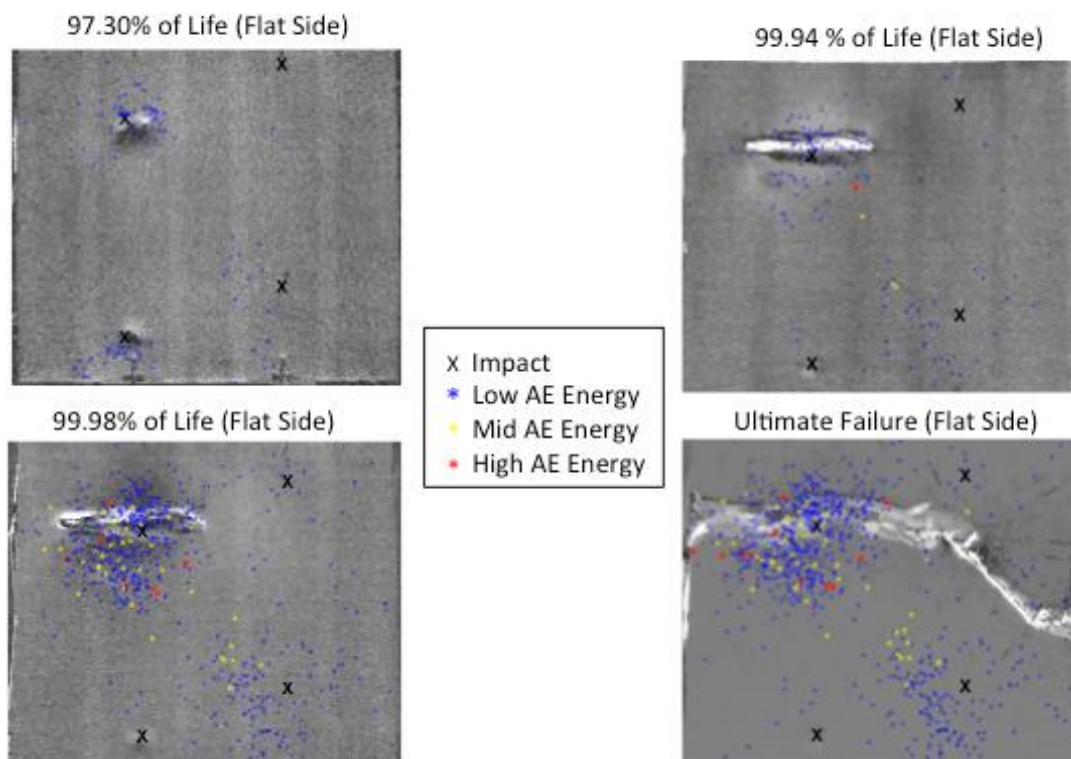 97.30% of Life (Flat Side)
99.94 % of Life (Flat Side)
X
X
X
X
X
X
X
X
X Impact
* Low AE Energy
* Mid AE Energy
* High AE Energy
99.98% of Life (Flat Side)
Ultimate Failure (Flat Side)
X
X
X
X
X
X
X
X